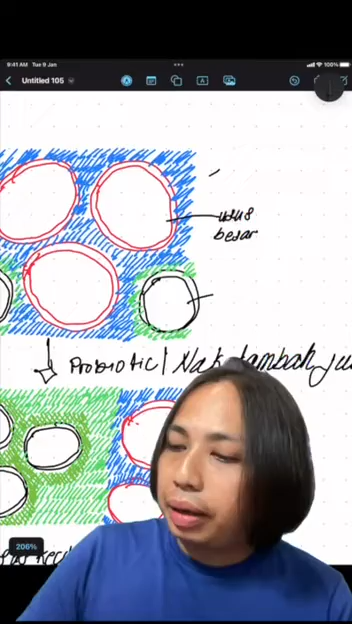 9:41 AM Tue 9 Jan
100%
Untitled 105
usus
besar
Probiotic | Nak tambah
206%